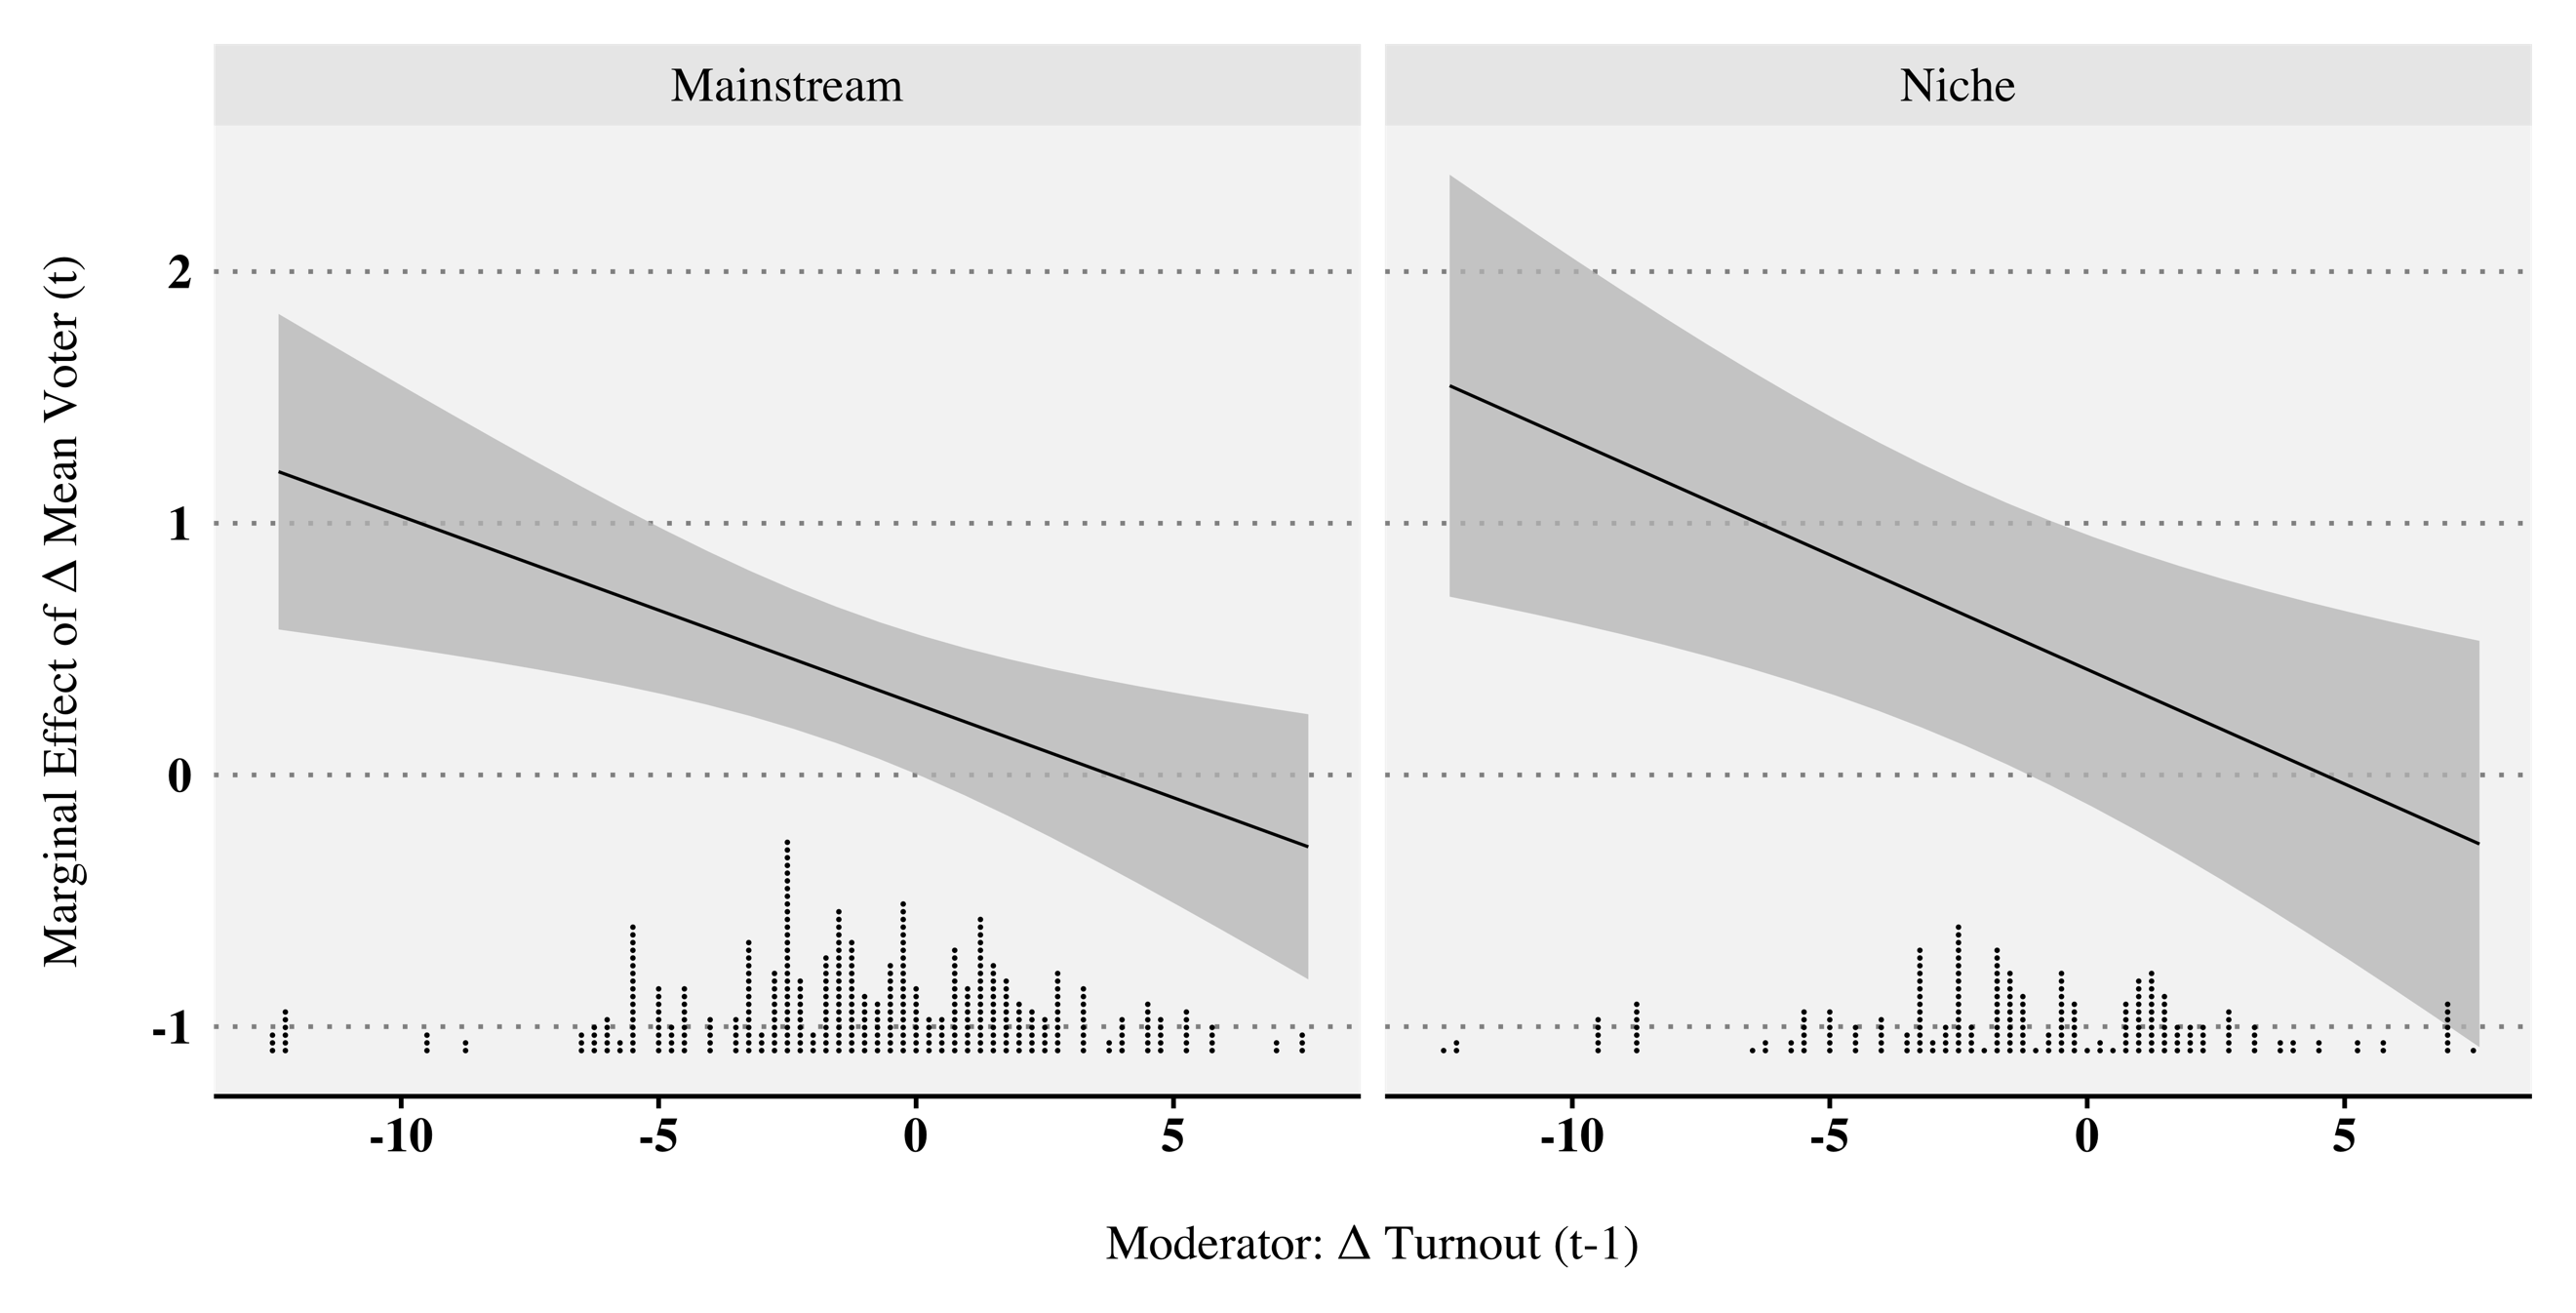 Mainstream
Niche
Marginal Effect of Δ Mean Voter (t)
2
1
0
-1
-10 -5 0 5
-10 -5 0 5
Moderator: Δ Turnout (t-1)